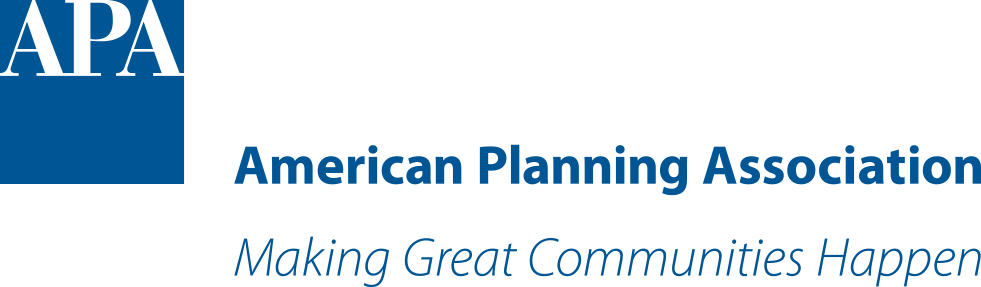 APA
American Planning Association
Making Great Communities Happen